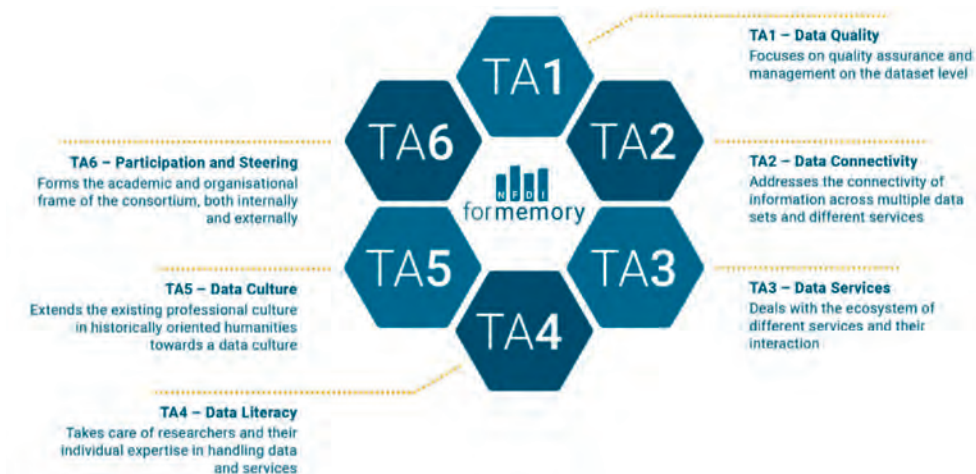 TA1
TA2
TA3
TA4
TA5
TA6
NFDI
formemory
TA1 – Data Quality
Focuses on quality assurance and
management on the dataset level
TA2 – Data Connectivity
Addresses the connectivity of
information across multiple data
sets and different services
TA3 – Data Services
Deals with the ecosystem of
different services and their
interaction
TA4 – Data Literacy
Takes care of researchers and their
individual expertise in handling data
and services
TA5 – Data Culture
Extends the existing professional culture
in historically oriented humanities
towards a data culture
TA6 – Participation and Steering
Forms the academic and organisational
frame of the consortium, both internally
and externally